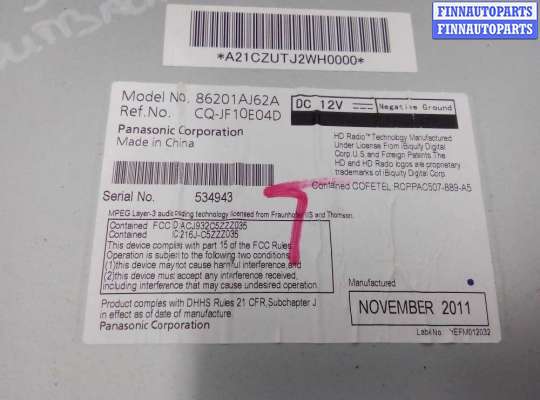 FINNAUTOPARTS
FINNAUTOPARTS
FINNAUTOPARTS
*A21CZUTJ2WH0000*
Model No. 86201AJ62A
Ref.No. CQ-JF10E04D
DC 12V Negative Ground
Panasonic Corporation
Made in China
HD Radio™ Technology Manufactured
Under License From iBiquity Digital
Corp. U.S. and Foreign Patents. The
HD and HD Radio logos are proprietary
trademarks of iBiquity Digital Corp.
Contained COFETEL RCPPAC507-889-A5
Serial No. 534943
MPEG Layer-3 audio coding technology licensed from Fraunhofer IIS and Thomson.
Contained FCC ID:ACJ932C5ZZZ035
Contained IC:216J-C5ZZZ035
This device complies with part 15 of the FCC Rules
Operation is subject to the following two conditions,
(1)this device may not cause harmful interference,and
(2)this device must accept any interference received,
including interference that may cause undesired operation
Product complies with DHHS Rules 21 CFR,Subchapter J
in effect as of date of manufacture.
Panasonic Corporation
Manufactured
NOVEMBER 2011
Label No. YEFM012032